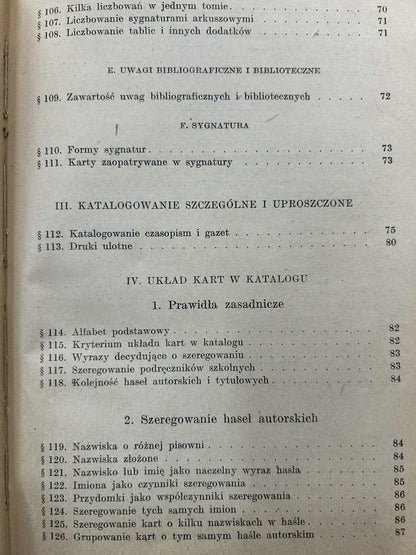 § 106. Kilka liczbowań w jednym tomie . . . . . . . 70
§ 107. Liczbowanie sygnaturami arkuszowymi . . . . . . . 71
§ 108. Liczbowanie tablic i innych dodatków . . . . . . . 71
E. UWAGI BIBLIOGRAFICZNE I BIBLIOTECZNE
§ 109. Zawartość uwag bibliograficznych i bibliotecznych . . . . 72
F. SYGNATURA
§ 110. Formy sygnatur . . . . . . . 73
§ 111. Karty zaopatrywane w sygnatury . . . . . . . 73
III. KATALOGOWANIE SZCZEGÓLNE I UPROSZCZONE
§ 112. Katalogowanie czasopism i gazet . . . . . . . 75
§ 113. Druki ulotne . . . . . . . 80
IV. UKŁAD KART W KATALOGU
1. Prawidła zasadnicze
§ 114. Alfabet podstawowy . . . . . . . 82
§ 115. Kryterium układu kart w katalogu . . . . . . . 82
§ 116. Wyrazy decydujące o szeregowaniu . . . . . . . 83
§ 117. Szeregowanie podręczników szkolnych . . . . . . . 83
§ 118. Kolejność haseł autorskich i tytułowych . . . . . . . 84
2. Szeregowanie haseł autorskich
§ 119. Nazwiska o różnej pisowni . . . . . . . 84
§ 120. Nazwiska złożone . . . . . . . 84
§ 121. Nazwisko lub imię jako naczelny wyraz hasła . . . . . 85
§ 122. Imiona jako czynniki szeregowania . . . . . . . 85
§ 123. Przydomki jako współczynniki szeregowania . . . . . 86
§ 124. Szeregowanie tych samych imion . . . . . . . 86
§ 125. Szeregowanie kart o kilku nazwiskach w haśle . . . . . 86
§ 126. Grupowanie kart o tym samym haśle autorskim . . . . 87